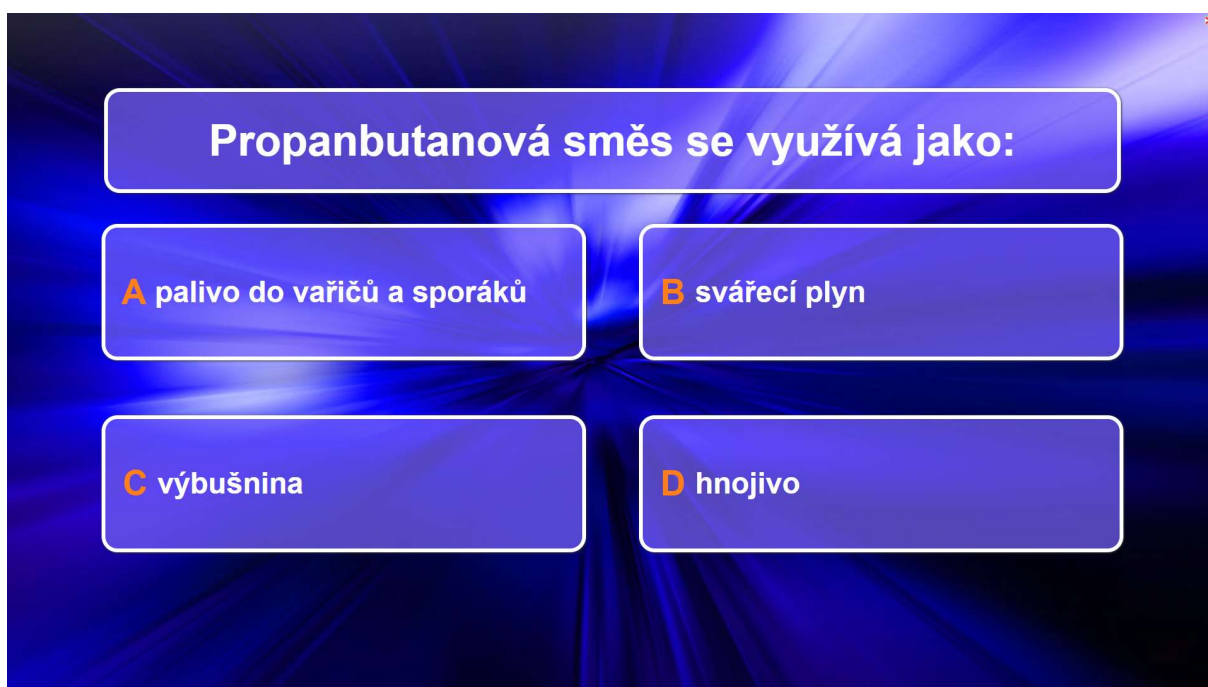 Propanbutanová směs se využívá jako:
A palivo do vařičů a sporáků
B svářecí plyn
C výbušnina
D hnojivo